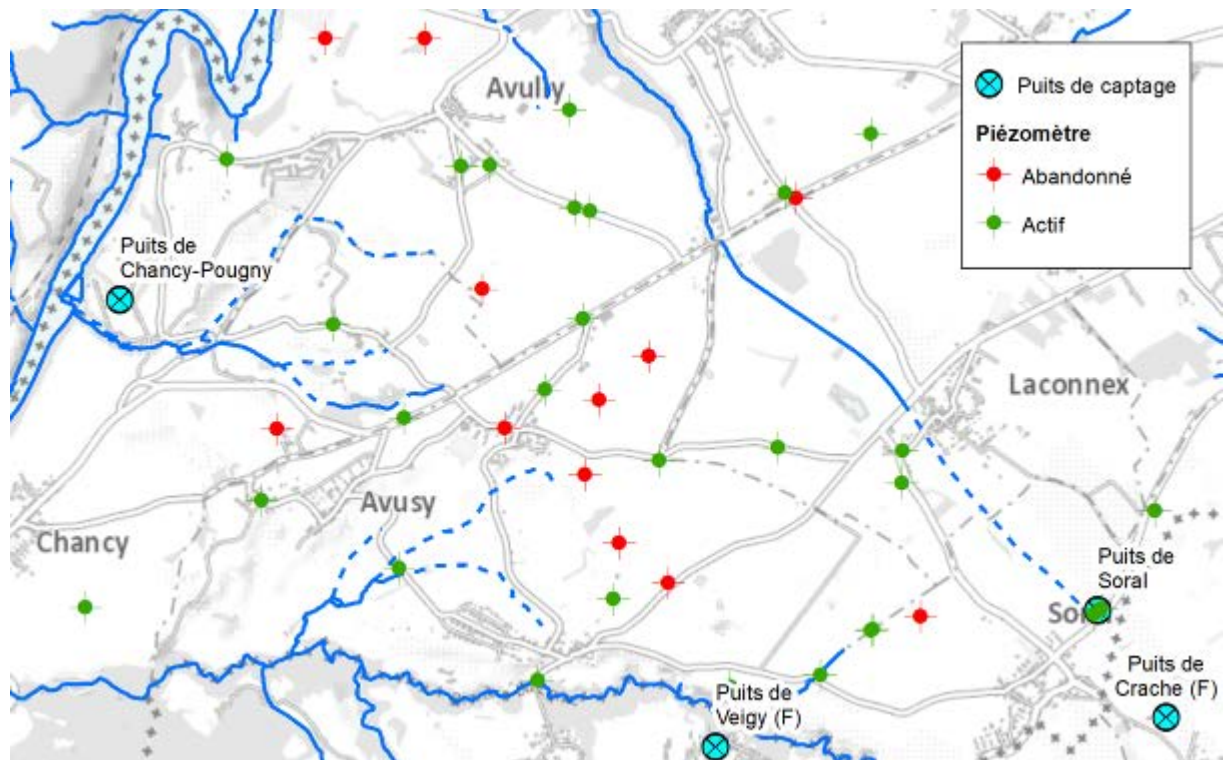 Avully
Puits de captage
Piézomètre
Abandonné
Actif
Puits de
Chancy-Pougny
Laconnex
Avusy
Chancy
Puits de
Soral
Puits de
Crache (F)
Puits de
Veigy (F)